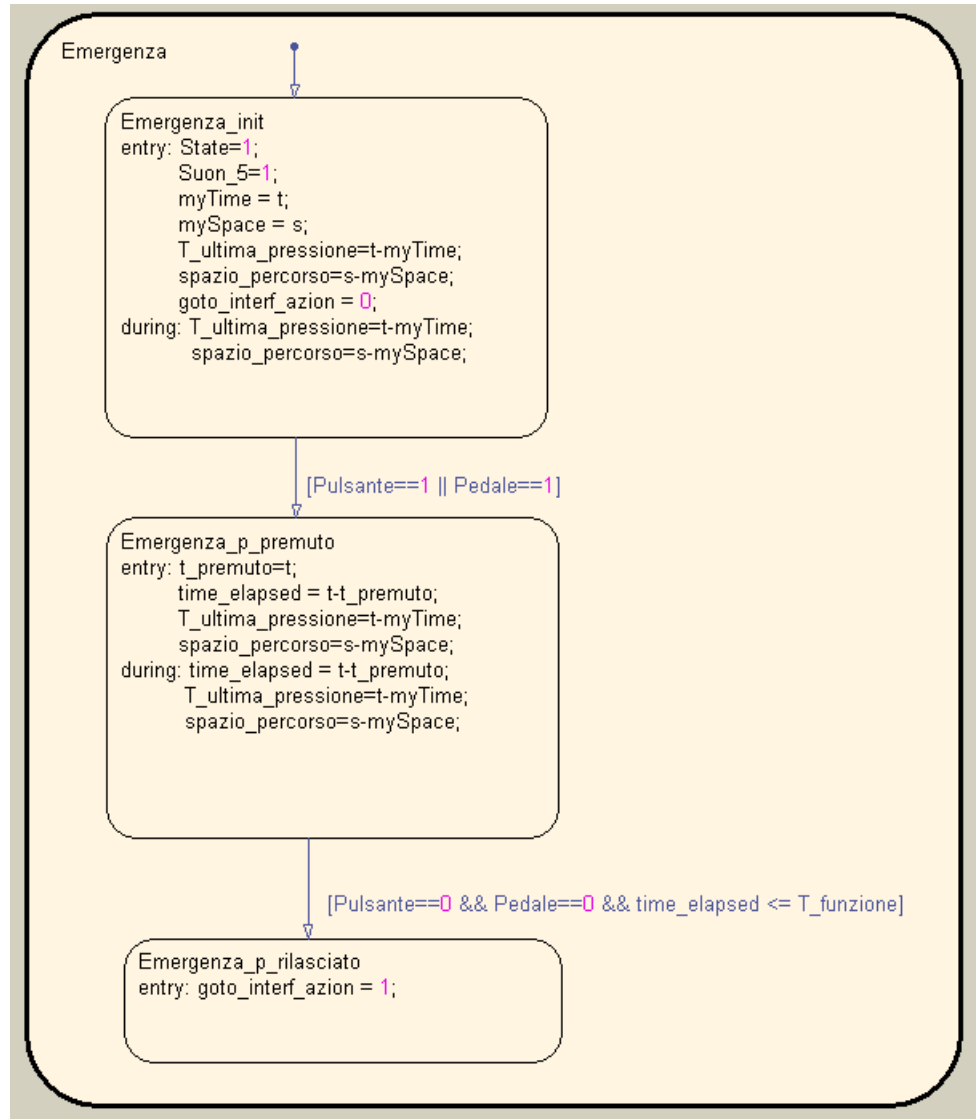 Emergenza
Emergenza_init
entry: State=1;
Suon_5=1;
myTime = t;
mySpace = s;
T_ultima_pressione=t-myTime;
spazio_percorso=s-mySpace;
goto_interf_azion = 0;
during: T_ultima_pressione=t-myTime;
spazio_percorso=s-mySpace;
[Pulsante==1 || Pedale==1]
Emergenza_p_premuto
entry: t_premuto=t;
time_elapsed = t-t_premuto;
T_ultima_pressione=t-myTime;
spazio_percorso=s-mySpace;
during: time_elapsed = t-t_premuto;
T_ultima_pressione=t-myTime;
spazio_percorso=s-mySpace;
[Pulsante==0 && Pedale==0 && time_elapsed <= T_funzione]
Emergenza_p_rilasciato
entry: goto_interf_azion = 1;